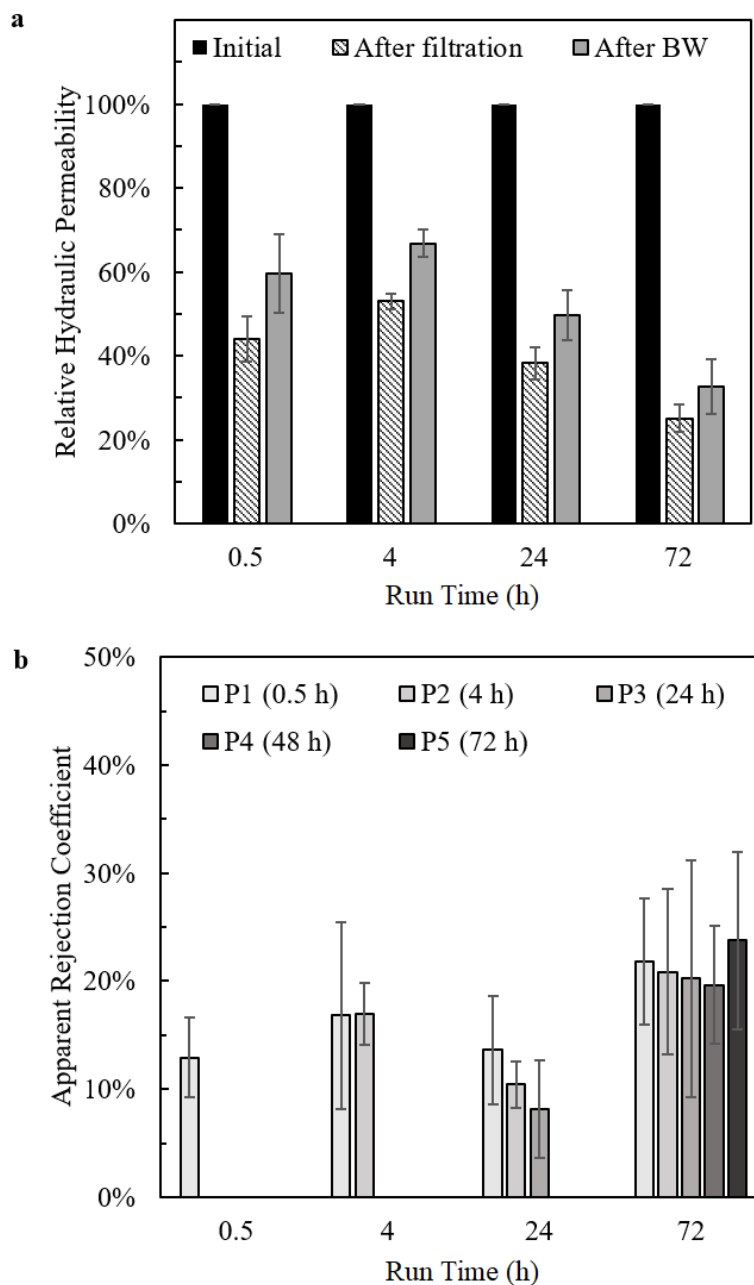 a
Initial After filtration After BW
Relative Hydraulic Permeability
100%
80%
60%
40%
20%
0%
0.5 4 24 72
Run Time (h)
b
50%
P1 (0.5 h) P2 (4 h) P3 (24 h)
P4 (48 h) P5 (72 h)
Apparent Rejection Coefficient
40%
30%
20%
10%
0%
0.5 4 24 72
Run Time (h)